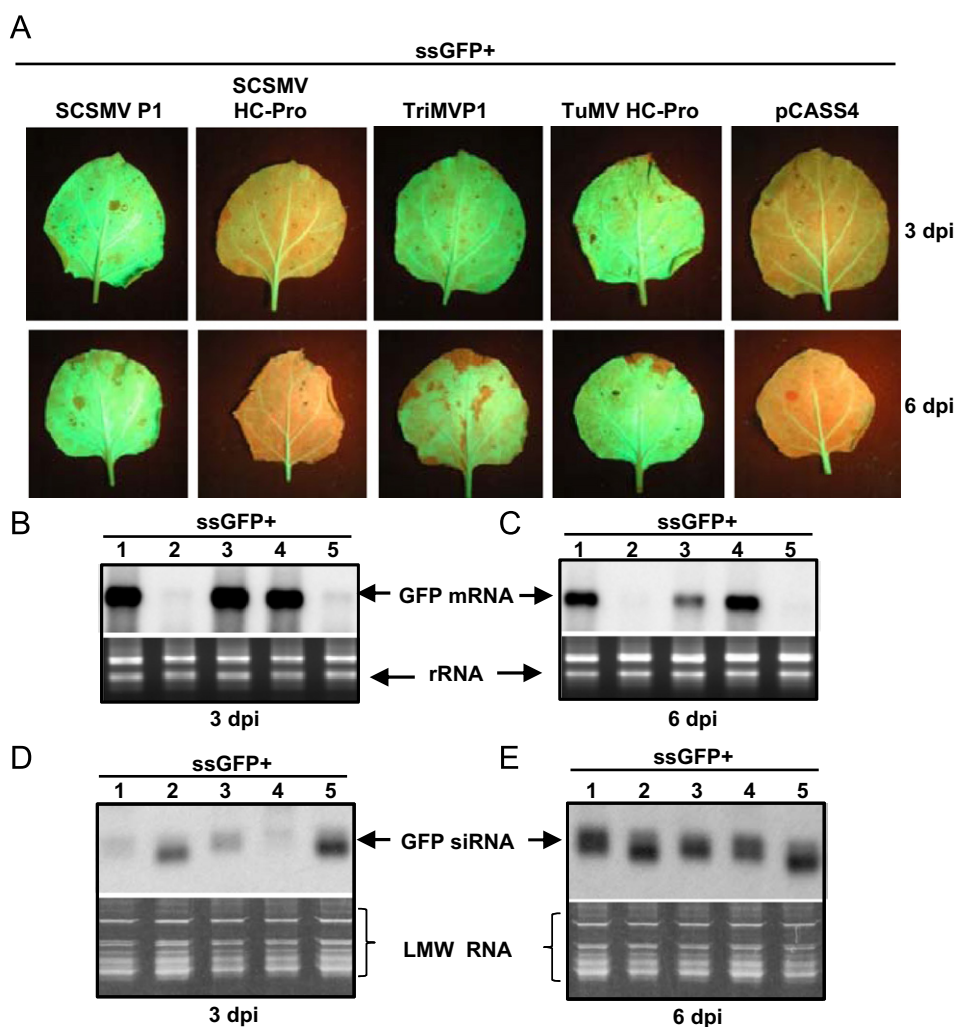 A
ssGFP+
SCSMV P1
SCSMV
HC-Pro
TriMVP1
TuMV HC-Pro
pCASS4
3 dpi
6 dpi
B
ssGFP+
1 2 3 4 5
C
ssGFP+
1 2 3 4 5
GFP mRNA
rRNA
3 dpi
6 dpi
D
ssGFP+
1 2 3 4 5
E
ssGFP+
1 2 3 4 5
GFP siRNA
LMW RNA
3 dpi
6 dpi